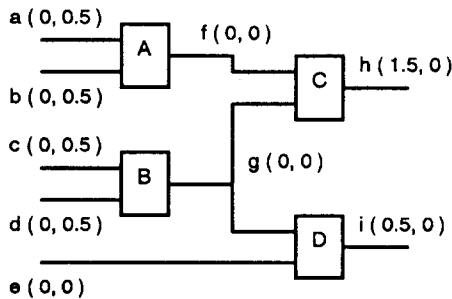 a ( 0, 0.5)
A
f ( 0, 0)
b ( 0, 0.5)
C
h ( 1.5, 0)
c ( 0, 0.5)
B
g ( 0, 0)
d ( 0, 0.5)
D
i ( 0.5, 0)
e ( 0, 0)